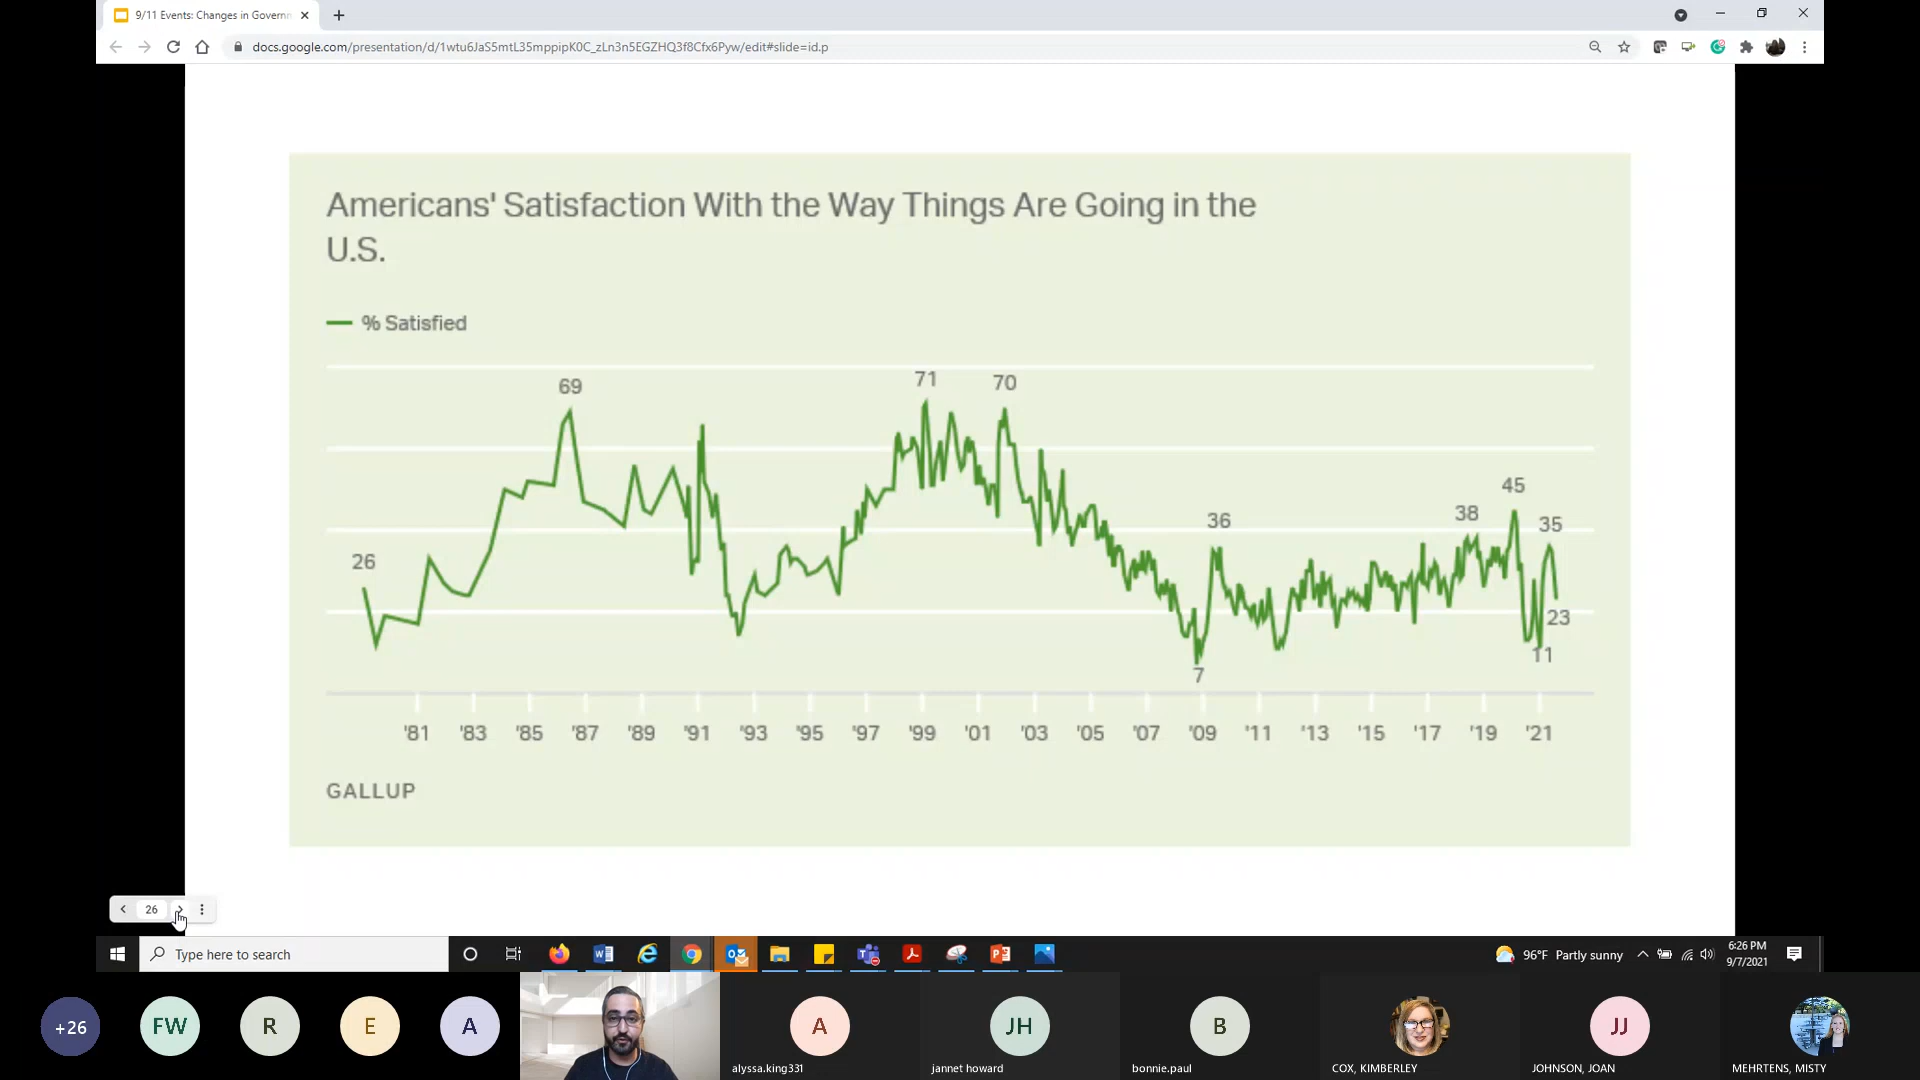 9/11 Events: Changes in Governm
docs.google.com/presentation/d/1wtu6JaS5mtL35mppipK0C_zLn3n5EGZHQ3f8Cfx6Pyw/edit#slide=id.p
Americans' Satisfaction With the Way Things Are Going in the
U.S.
% Satisfied
26 69 71 70 7 36 38 45 11 35 23
'81 '83 '85 '87 '89 '91 '93 '95 '97 '99 '01 '03 '05 '07 '09 '11 '13 '15 '17 '19 '21
GALLUP
26
Type here to search
96°F Partly sunny
6:26 PM
9/7/2021
+26 FW R E A A JH B JJ
alyssa.king331 jannet howard bonnie.paul COX, KIMBERLEY JOHNSON, JOAN MEHRTENS, MISTY